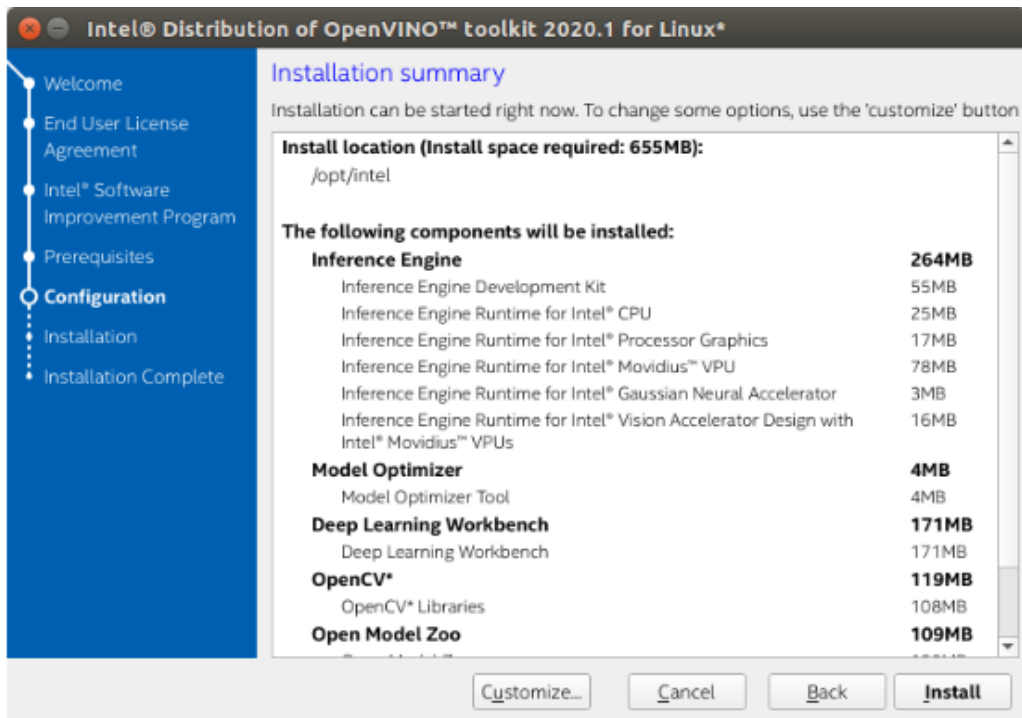 Intel® Distribution of OpenVINO™ toolkit 2020.1 for Linux*
Welcome
End User License
Agreement
Intel® Software
Improvement Program
Prerequisites
Configuration
Installation
Installation Complete
Installation summary
Installation can be started right now. To change some options, use the 'customize' button
Install location (Install space required: 655MB):
/opt/intel
The following components will be installed:
Inference Engine 264MB
Inference Engine Development Kit 55MB
Inference Engine Runtime for Intel® CPU 25MB
Inference Engine Runtime for Intel® Processor Graphics 17MB
Inference Engine Runtime for Intel® Movidius™ VPU 78MB
Inference Engine Runtime for Intel® Gaussian Neural Accelerator 3MB
Inference Engine Runtime for Intel® Vision Accelerator Design with 16MB
Intel® Movidius™ VPUs
Model Optimizer 4MB
Model Optimizer Tool 4MB
Deep Learning Workbench 171MB
Deep Learning Workbench 171MB
OpenCV* 119MB
OpenCV* Libraries 108MB
Open Model Zoo 109MB
Customize... Cancel Back Install